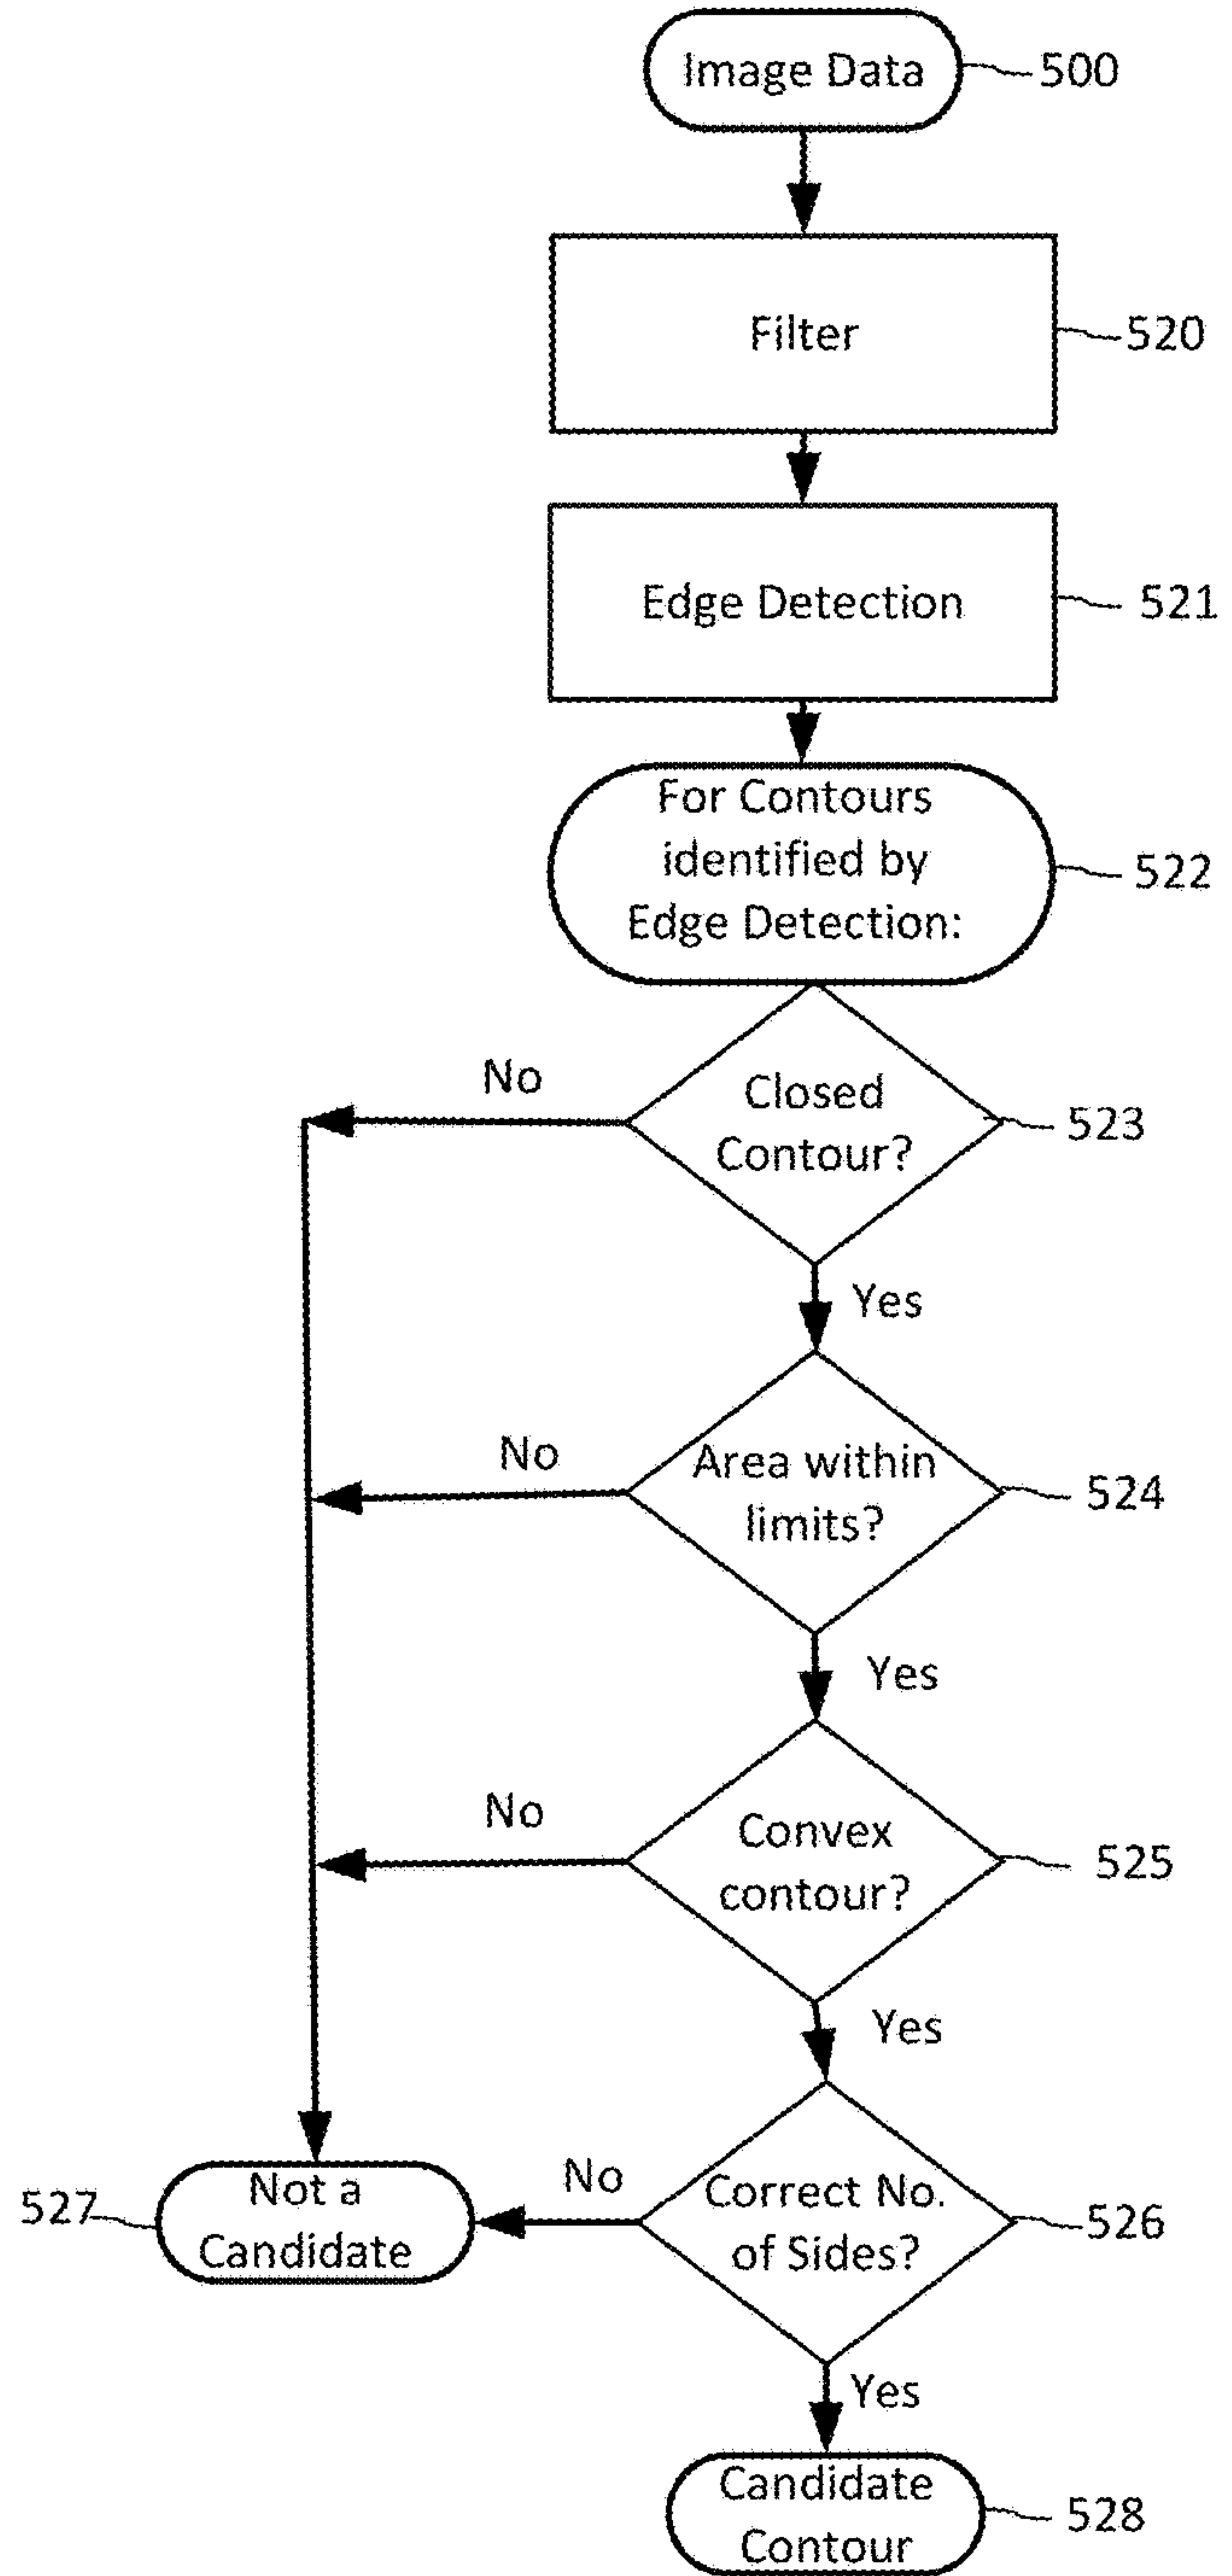 Image Data
500
Filter
520
Edge Detection
521
For Contours
identified by
Edge Detection:
522
No
Closed
Contour?
523
Yes
No
Area within
limits?
524
Yes
No
Convex
contour?
525
Yes
527
Not a
Candidate
No
Correct No.
of Sides?
526
Yes
Candidate
Contour
528